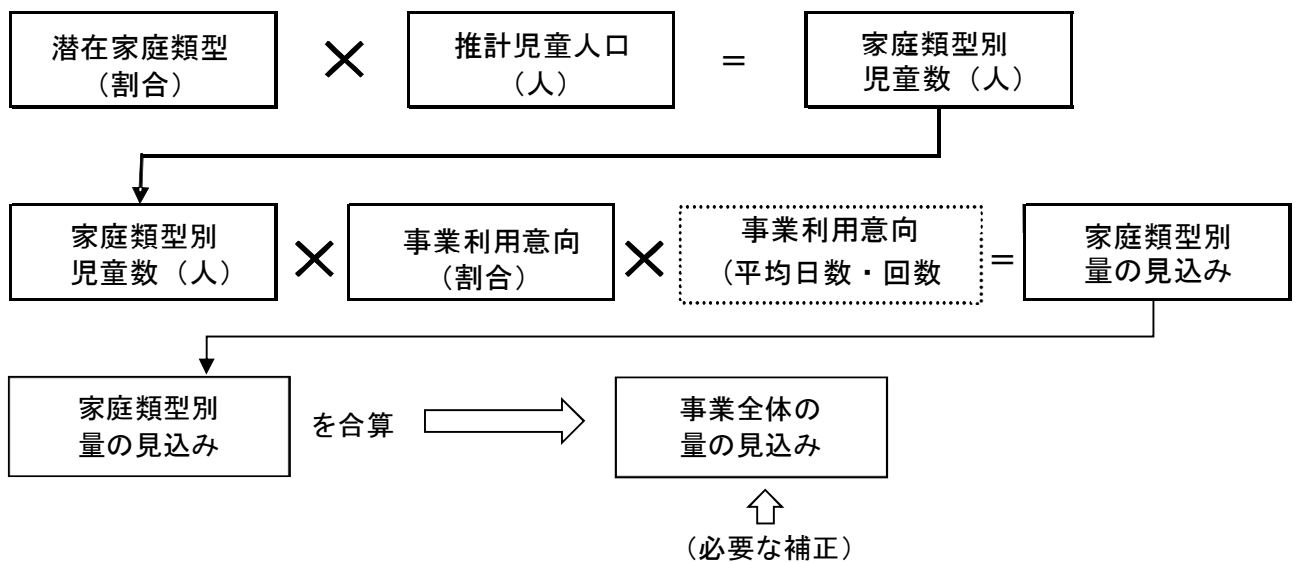 潜在家庭類型
(割合)
×
推計児童人口
(人)
=
家庭類型別
児童数(人)
家庭類型別
児童数(人)
×
事業利用意向
(割合)
×
事業利用意向
(平均日数・回数
=
家庭類型別
量の見込み
家庭類型別
量の見込み
を合算
事業全体の
量の見込み
(必要な補正)